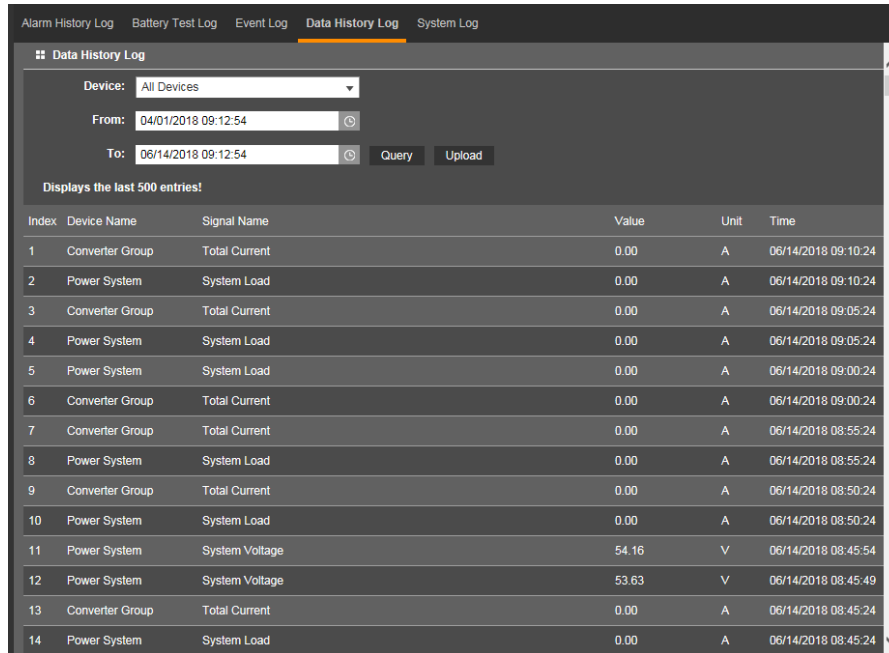 Alarm History Log Battery Test Log Event Log Data History Log System Log
Data History Log
Device: All Devices
From: 04/01/2018 09:12:54
To: 06/14/2018 09:12:54 Query Upload
Displays the last 500 entries!
Index Device Name Signal Name Value Unit Time
1 Converter Group Total Current 0.00 A 06/14/2018 09:10:24
2 Power System System Load 0.00 A 06/14/2018 09:10:24
3 Converter Group Total Current 0.00 A 06/14/2018 09:05:24
4 Power System System Load 0.00 A 06/14/2018 09:05:24
5 Power System System Load 0.00 A 06/14/2018 09:00:24
6 Converter Group Total Current 0.00 A 06/14/2018 09:00:24
7 Converter Group Total Current 0.00 A 06/14/2018 08:55:24
8 Power System System Load 0.00 A 06/14/2018 08:55:24
9 Converter Group Total Current 0.00 A 06/14/2018 08:50:24
10 Power System System Load 0.00 A 06/14/2018 08:50:24
11 Power System System Voltage 54.16 V 06/14/2018 08:45:54
12 Power System System Voltage 53.63 V 06/14/2018 08:45:49
13 Converter Group Total Current 0.00 A 06/14/2018 08:45:24
14 Power System System Load 0.00 A 06/14/2018 08:45:24